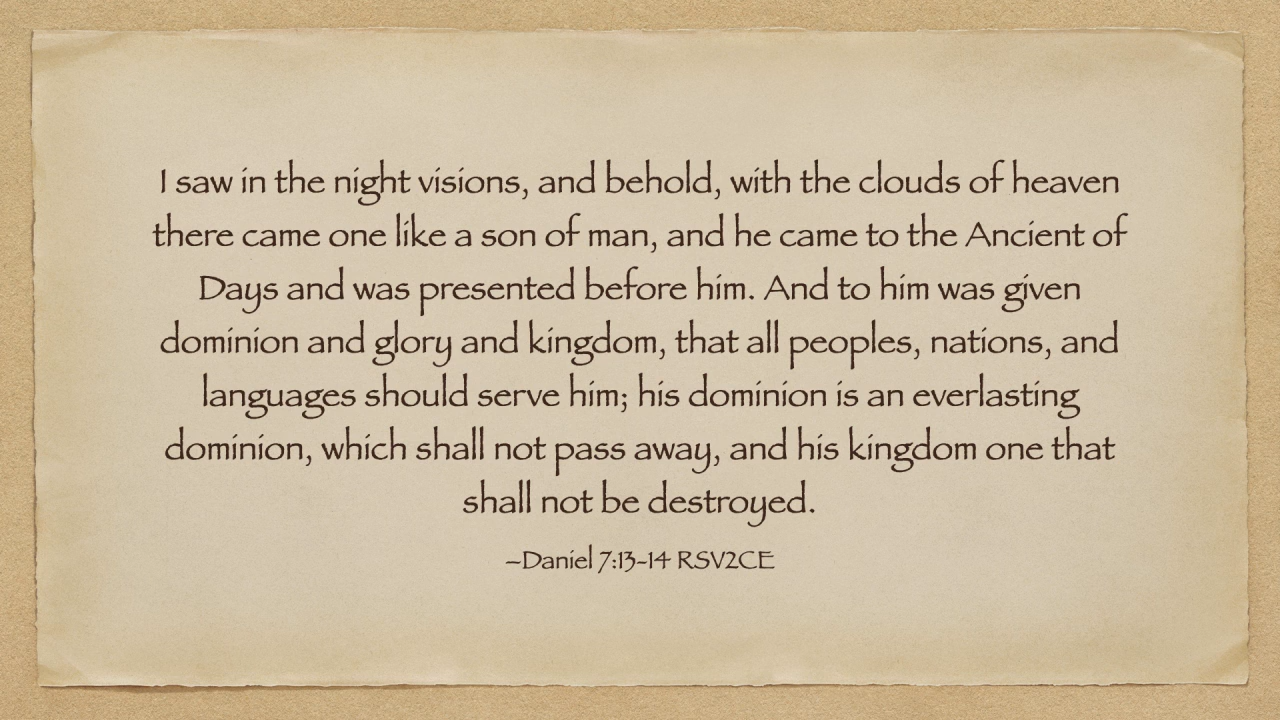 I saw in the night visions, and behold, with the clouds of heaven
there came one like a son of man, and he came to the Ancient of
Days and was presented before him. And to him was given
dominion and glory and kingdom, that all peoples, nations, and
languages should serve him; his dominion is an everlasting
dominion, which shall not pass away, and his kingdom one that
shall not be destroyed.
–Daniel 7:13-14 RSV2CE